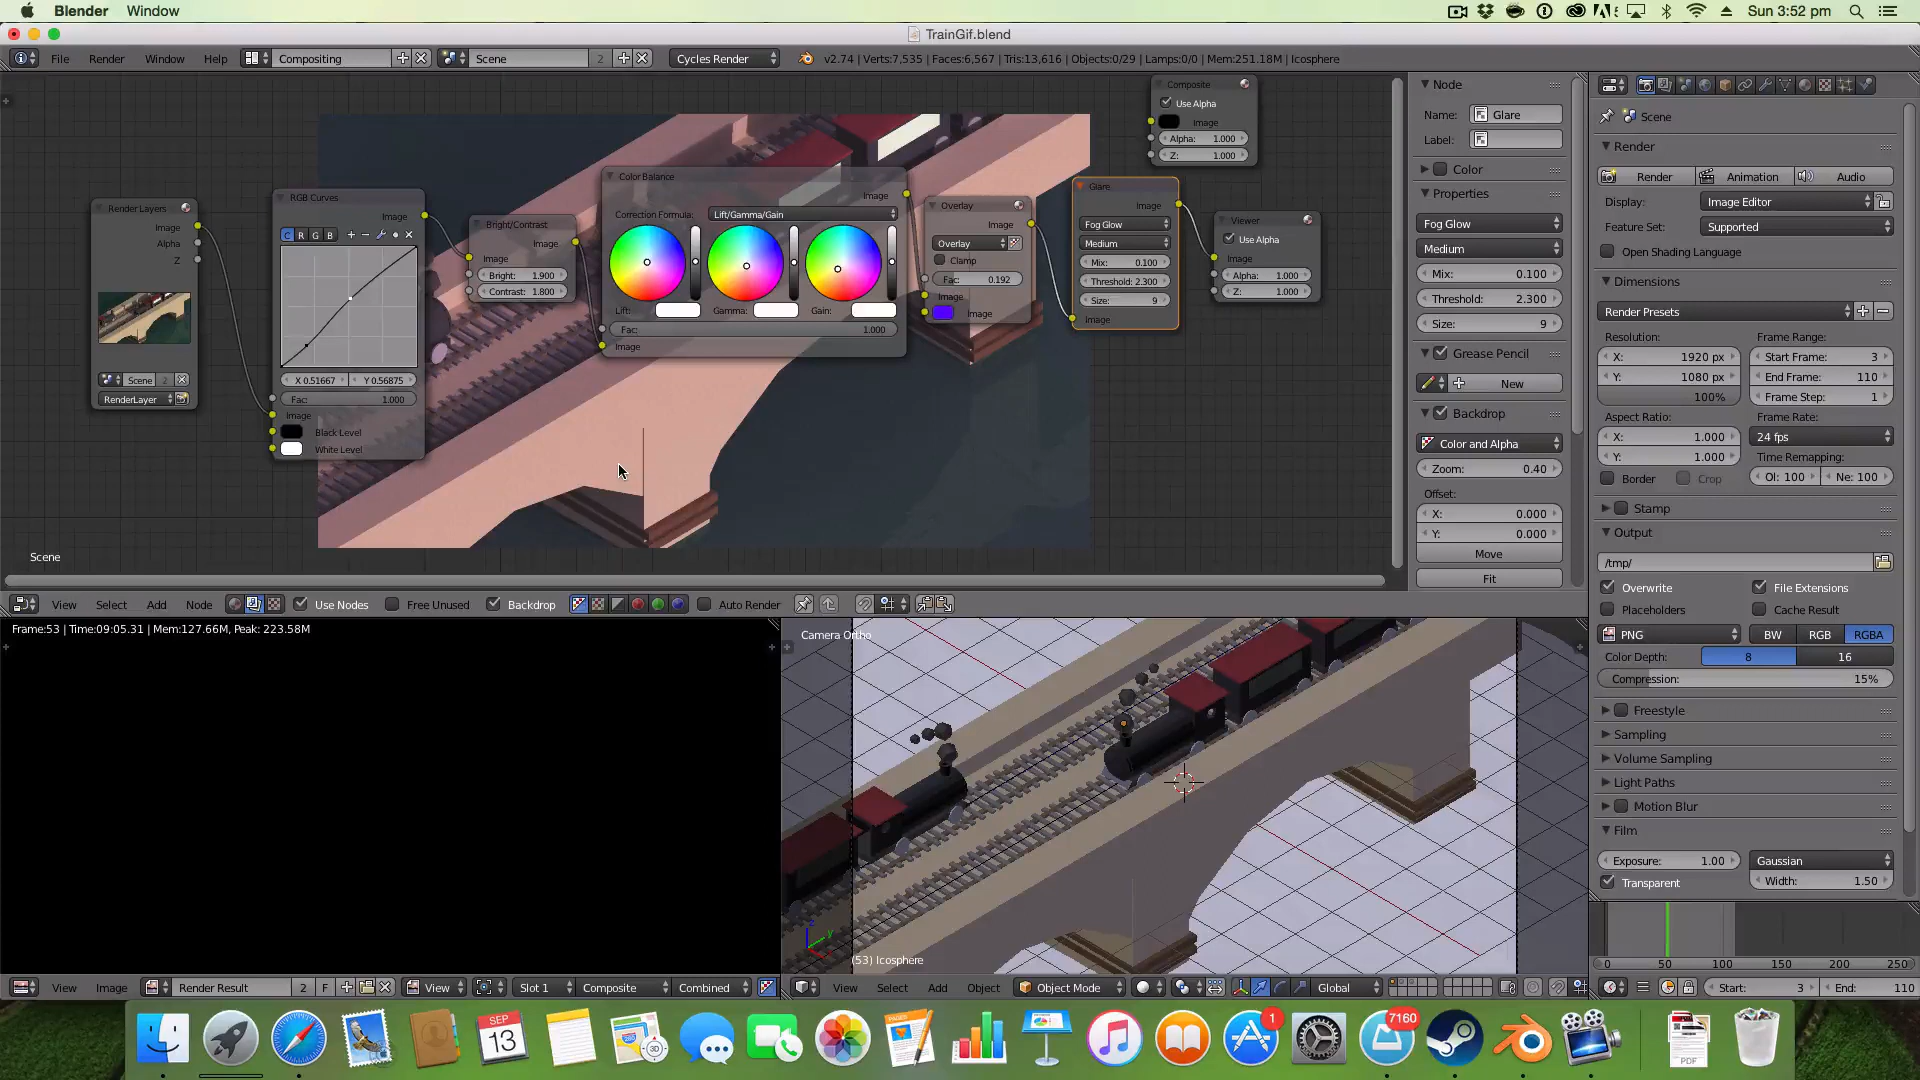 Blender Window Sun 3:52 pm
TrainGif.blend
File Render Window Help Compositing Scene 2 Cycles Render v2.74 | Verts:7,535 | Faces:6,567 | Tris:13,616 | Objects:0/29 | Lamps:0/0 | Mem:251.18M | Icosphere
Render Layers
Image
Alpha
Z
Scene 2
RenderLayer
RGB Curves
Image
C R G B
X 0.51667 Y 0.56875
Fac: 1.000
Image
Black Level
White Level
Bright/Contrast
Image
Image
Bright: 1.900
Contrast: 1.800
Color Balance
Image
Correction Formula: Lift/Gamma/Gain
Lift: Gamma: Gain:
Fac: 1.000
Image
Overlay
Image
Overlay
Clamp
Fac: 0.192
Image
Image
Glare
Image
Fog Glow
Medium
Mix: 0.100
Threshold: 2.300
Size: 9
Image
Composite
Use Alpha
Image
Alpha: 1.000
Z: 1.000
Viewer
Use Alpha
Image
Alpha: 1.000
Z: 1.000
Scene
Node
Name: Glare
Label:
Color
Properties
Fog Glow
Medium
Mix: 0.100
Threshold: 2.300
Size: 9
Grease Pencil
New
Backdrop
Color and Alpha
Zoom: 0.40
Offset:
X: 0.000
Y: 0.000
Move
Fit
Scene
Render
Render Animation Audio
Display: Image Editor
Feature Set: Supported
Open Shading Language
Dimensions
Render Presets
Resolution: Frame Range:
X: 1920 px Start Frame: 3
Y: 1080 px End Frame: 110
100% Frame Step: 1
Aspect Ratio: Frame Rate:
X: 1.000 24 fps
Y: 1.000 Time Remapping:
Border Crop Ol: 100 Ne: 100
Stamp
Output
/tmp/
Overwrite File Extensions
Placeholders Cache Result
PNG BW RGB RGBA
Color Depth: 8 16
Compression: 15%
Freestyle
Sampling
Volume Sampling
Light Paths
Motion Blur
Film
Exposure: 1.00 Gaussian
Transparent Width: 1.50
View Select Add Node Use Nodes Free Unused Backdrop Auto Render
Frame:53 | Time:09:05.31 | Mem:127.66M, Peak: 223.58M
Camera Ortho
(53) Icosphere
0 50 100 150 200 250
View Image Render Result 2 F View Slot 1 Composite Combined
View Select Add Object Object Mode Global
Start: 3 End: 110
SEP
13
3D
PAGES
1
7160
PDF